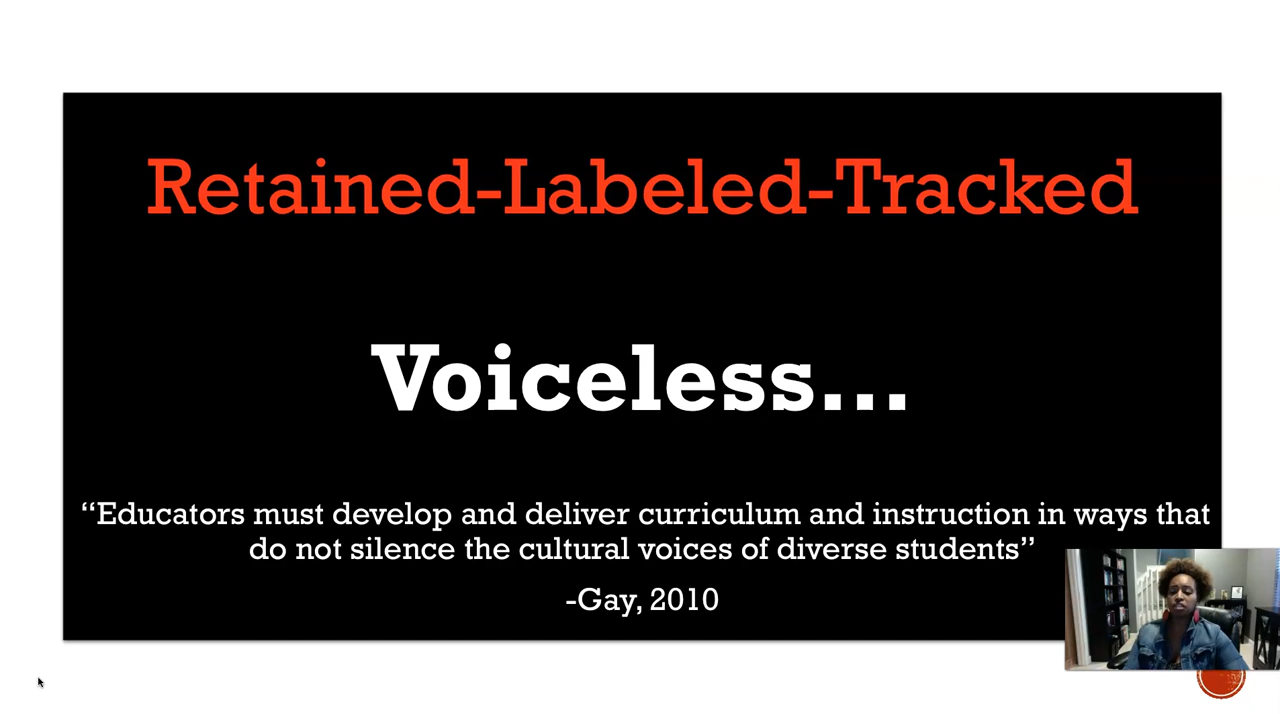 Retained-Labeled-Tracked
Voiceless...
“Educators must develop and deliver curriculum and instruction in ways that
do not silence the cultural voices of diverse students”
-Gay, 2010